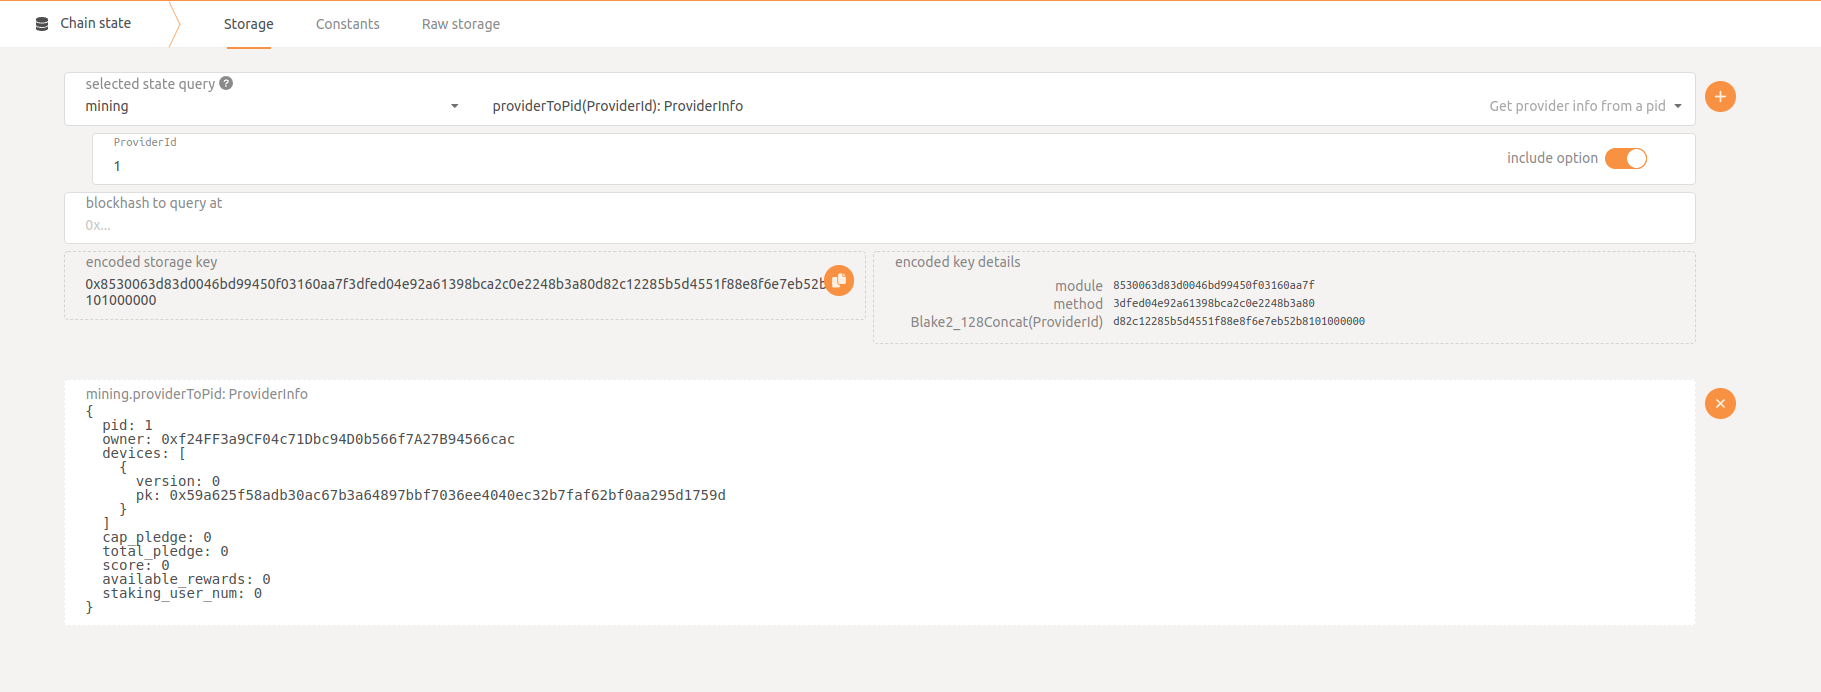 Chain state
Storage
Constants
Raw storage
selected state query ?
mining
providerToPid(ProviderId): ProviderInfo
Get provider info from a pid
ProviderId
1
include option
blockhash to query at
0x...
encoded storage key
0x8530063d83d0046bd99450f03160aa7f3dfed04e92a61398bca2c0e2248b3a80d82c12285b5d4551f88e8f6e7eb52b
101000000
encoded key details
module 8530063d83d0046bd99450f03160aa7f
method 3dfed04e92a61398bca2c0e2248b3a80
Blake2_128Concat(ProviderId) d82c12285b5d4551f88e8f6e7eb52b8101000000
mining.providerToPid: ProviderInfo
{
pid: 1
owner: 0xf24FF3a9CF04c71Dbc94D0b566f7A27B94566cac
devices: [
{
version: 0
pk: 0x59a625f58adb30ac67b3a64897bbf7036ee4040ec32b7faf62bf0aa295d1759d
}
]
cap_pledge: 0
total_pledge: 0
score: 0
available_rewards: 0
staking_user_num: 0
}